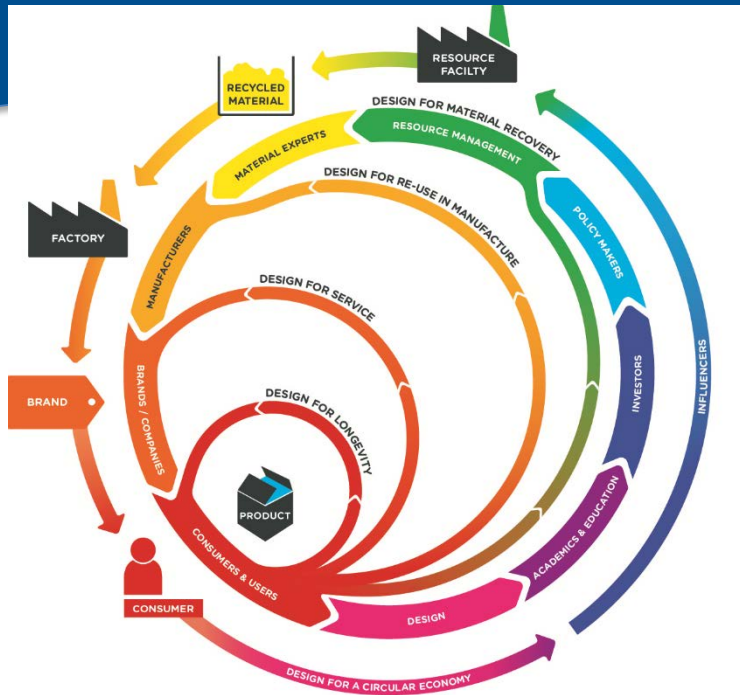 RESOURCE
FACILTY
RECYCLED
MATERIAL
DESIGN FOR MATERIAL RECOVERY
RESOURCE MANAGEMENT
MATERIAL EXPERTS
DESIGN FOR RE-USE IN MANUFACTURE
POLICY MAKERS
FACTORY
MANUFACTURERS
DESIGN FOR SERVICE
INVESTORS
INFLUENCERS
BRAND
BRANDS / COMPANIES
DESIGN FOR LONGEVITY
PRODUCT
ACADEMICS & EDUCATION
CONSUMERS & USERS
CONSUMER
DESIGN
DESIGN FOR A CIRCULAR ECONOMY